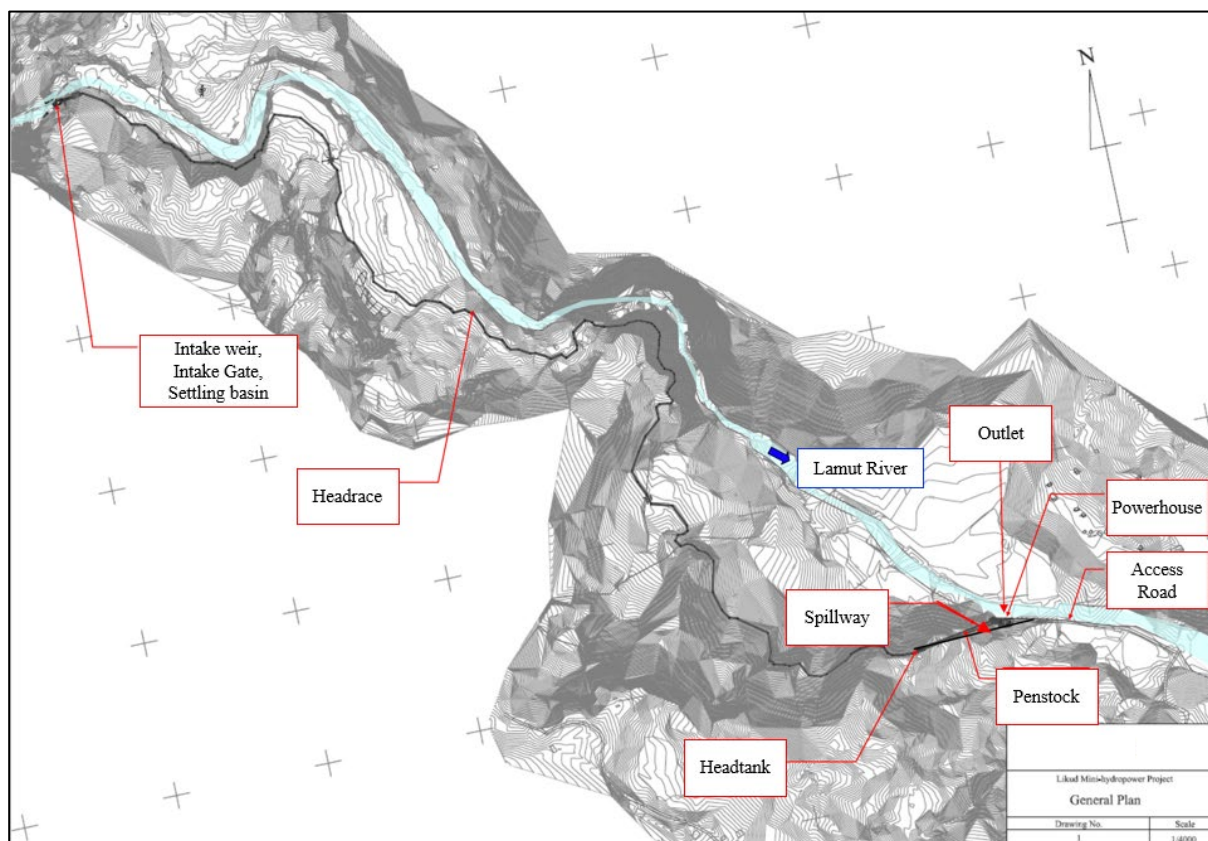 N
Intake weir,
Intake Gate,
Settling basin
Headrace
Outlet
Lamut River
Powerhouse
Access
Road
Spillway
Penstock
Headtank
Likud Mini-hydropower Project
General Plan
Drawing No.
Scale
1
1/4000